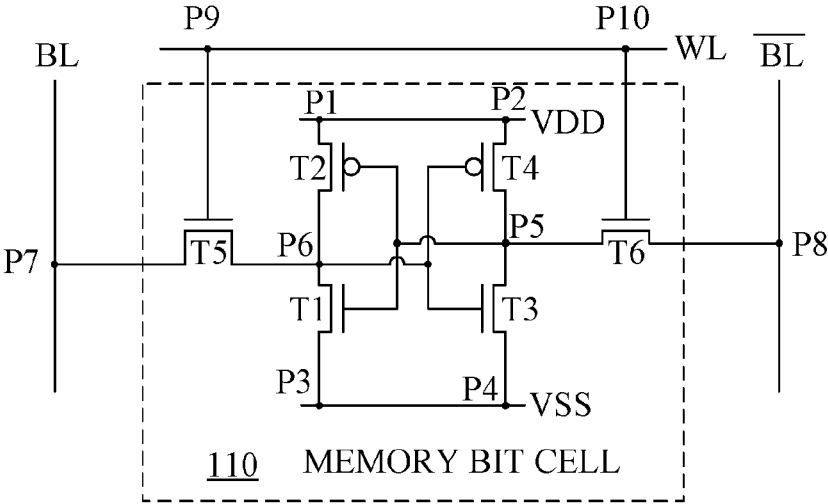 P9
P10
BL
WL
B̅L̅
P1
P2
VDD
T2
T4
P7
T5
P6
P5
T6
P8
T1
T3
P3
P4
VSS
110
MEMORY BIT CELL